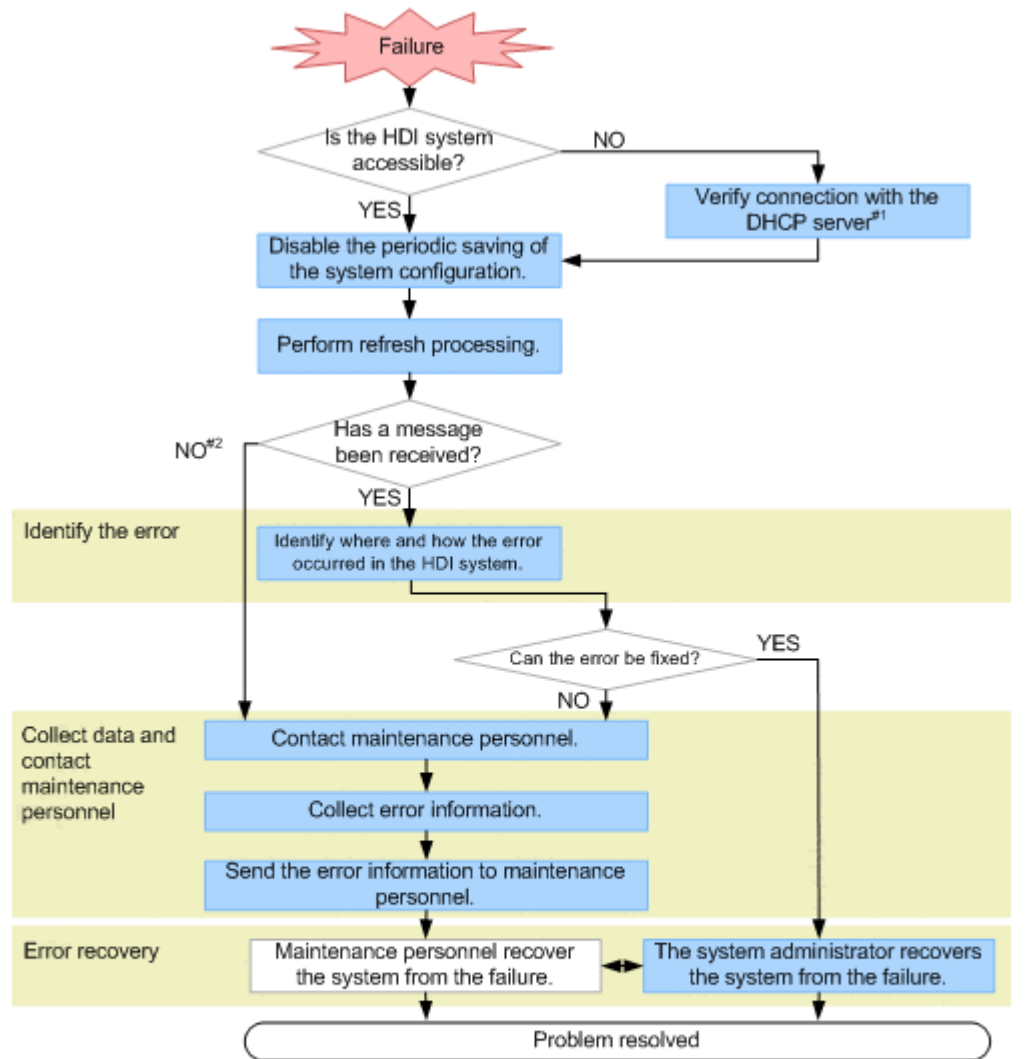 Failure
Is the HDI system
accessible?
NO
YES
Verify connection with the
DHCP server#1
Disable the periodic saving of
the system configuration.
Perform refresh processing.
Has a message
been received?
NO#2
YES
Identify the error
Identify where and how the error
occurred in the HDI system.
Can the error be fixed?
YES
NO
Collect data and
contact
maintenance
personnel
Contact maintenance personnel.
Collect error information.
Send the error information to maintenance
personnel.
Error recovery
Maintenance personnel recover
the system from the failure.
The system administrator recovers
the system from the failure.
Problem resolved